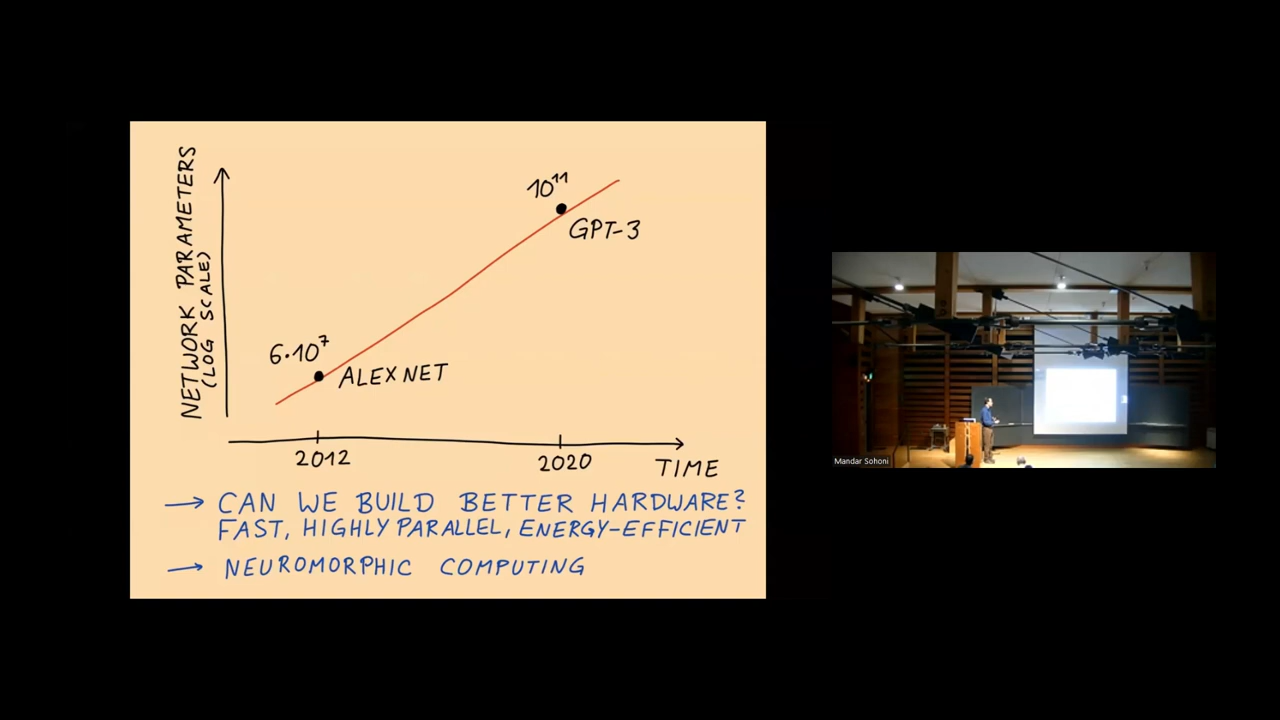 NETWORK PARAMETERS
(LOG SCALE)
10¹¹
GPT-3
6·10⁷
ALEXNET
2012
2020
TIME
→ CAN WE BUILD BETTER HARDWARE?
FAST, HIGHLY PARALLEL, ENERGY-EFFICIENT
→ NEUROMORPHIC COMPUTING
Mandar Sohoni